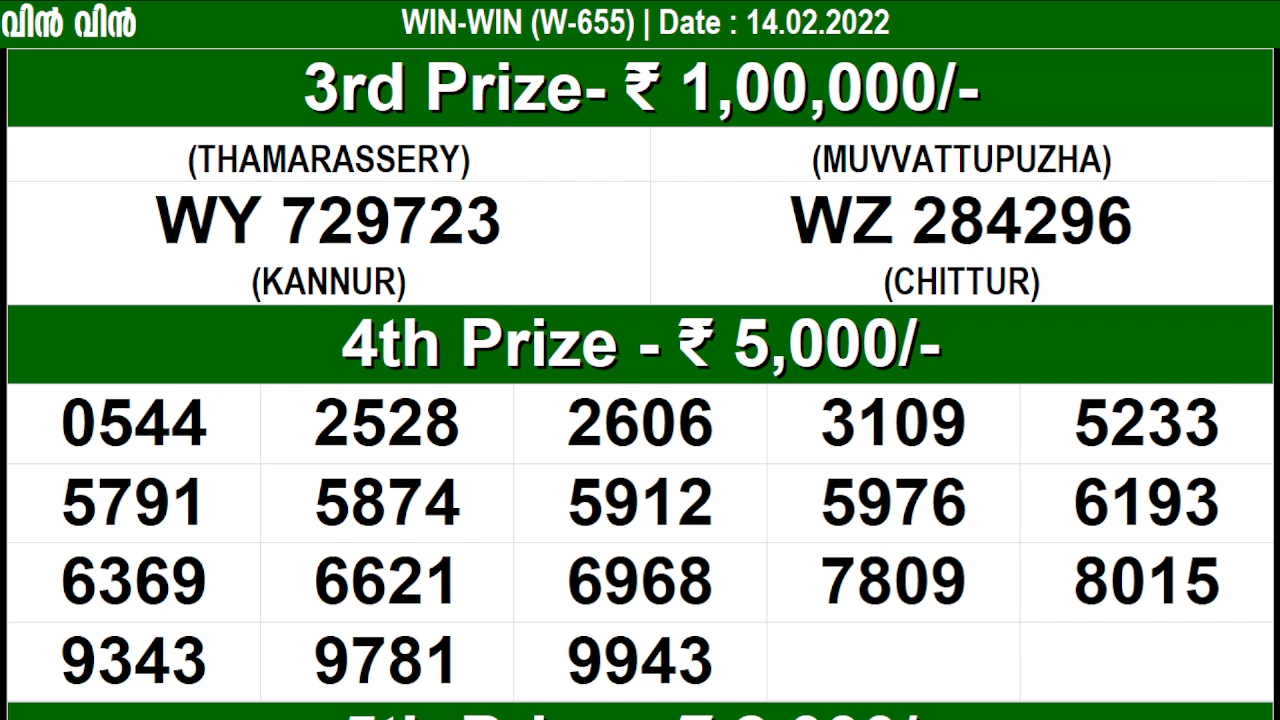 വിൻ വിൻ WIN-WIN (W-655) | Date : 14.02.2022
3rd Prize- ₹ 1,00,000/-
(THAMARASSERY) (MUVVATTUPUZHA)
WY 729723 WZ 284296
(KANNUR) (CHITTUR)
4th Prize - ₹ 5,000/-
0544 2528 2606 3109 5233
5791 5874 5912 5976 6193
6369 6621 6968 7809 8015
9343 9781 9943